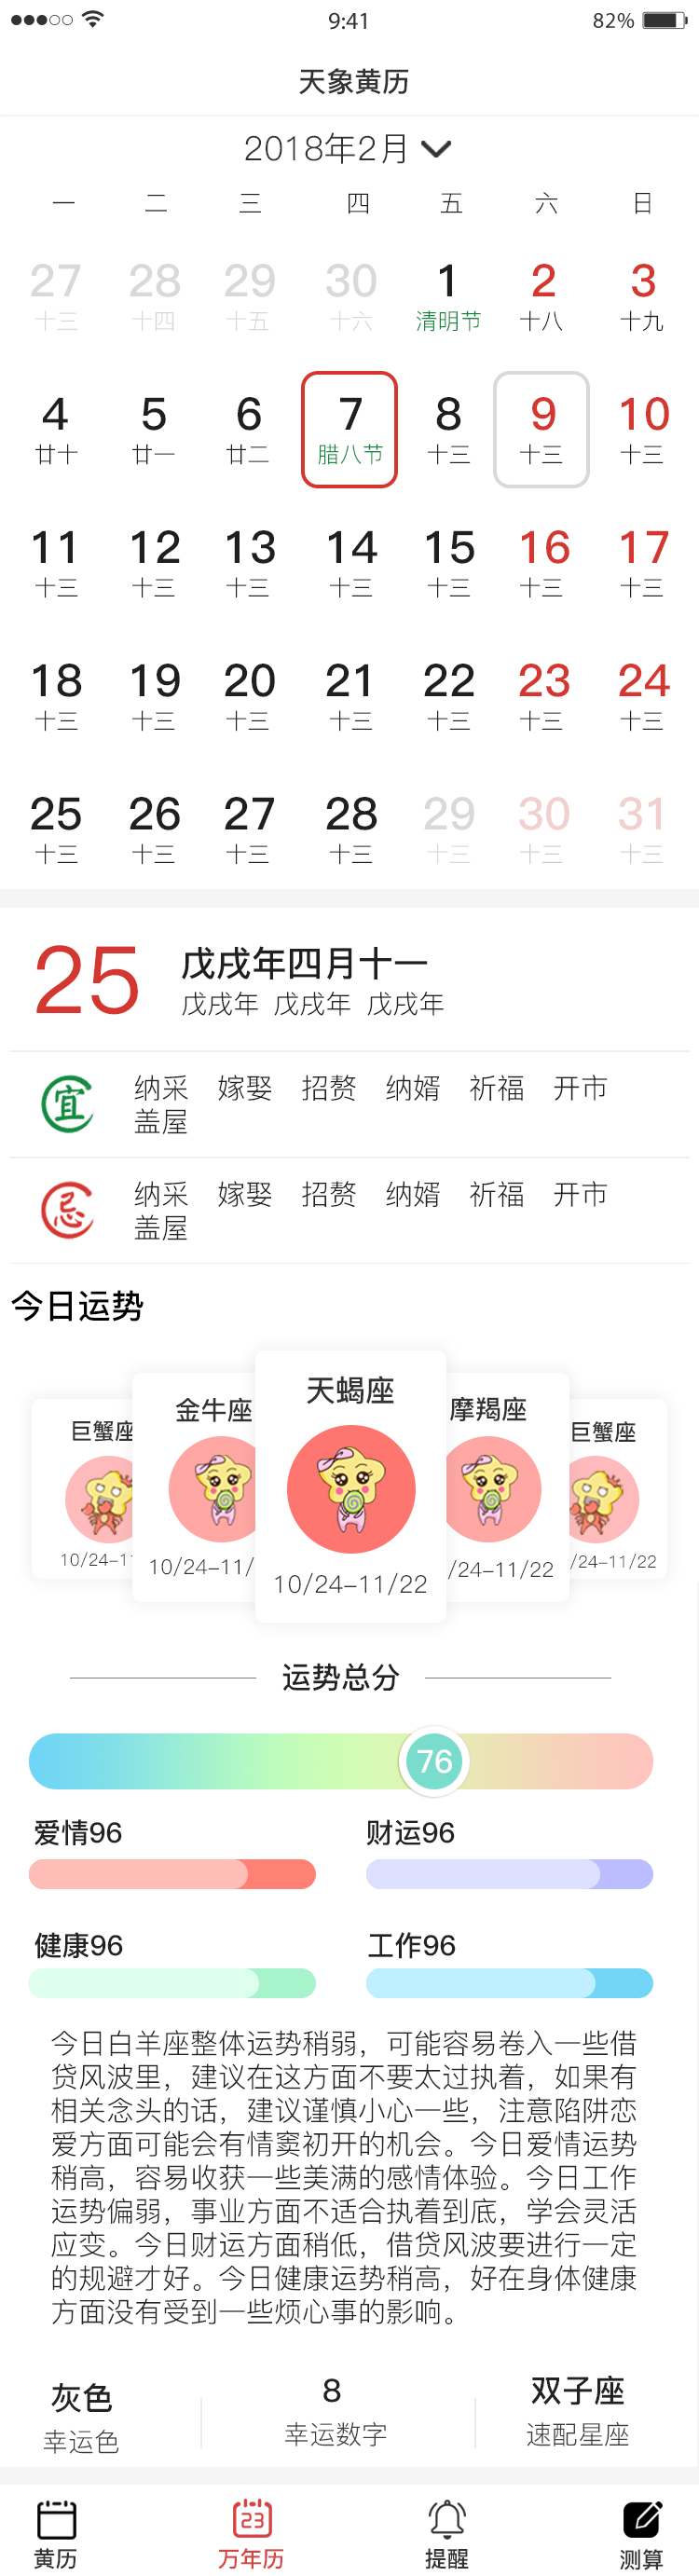 9:41
82%
天象黄历
2018年2月
一 二 三 四 五 六 日
27 28 29 30 1 2 3
十三 十四 十五 十六 清明节 十八 十九
4 5 6 7 8 9 10
廿十 廿一 廿二 腊八节 十三 十三 十三
11 12 13 14 15 16 17
十三 十三 十三 十三 十三 十三 十三
18 19 20 21 22 23 24
十三 十三 十三 十三 十三 十三 十三
25 26 27 28 29 30 31
十三 十三 十三 十三 十三 十三 十三
25
戊戌年四月十一
戊戌年 戊戌年 戊戌年
宜
纳采 嫁娶 招赘 纳婿 祈福 开市
盖屋
忌
纳采 嫁娶 招赘 纳婿 祈福 开市
盖屋
今日运势
巨蟹座 金牛座 天蝎座 摩羯座 巨蟹座
10/24-11 10/24-11/ 10/24-11/22 /24-11/22 /24-11/22
运势总分
76
爱情96 财运96
健康96 工作96
今日白羊座整体运势稍弱，可能容易卷入一些借
贷风波里，建议在这方面不要太过执着，如果有
相关念头的话，建议谨慎小心一些，注意陷阱恋
爱方面可能会有情窦初开的机会。今日爱情运势
稍高，容易收获一些美满的感情体验。今日工作
运势偏弱，事业方面不适合执着到底，学会灵活
应变。今日财运方面稍低，借贷风波要进行一定
的规避才好。今日健康运势稍高，好在身体健康
方面没有受到一些烦心事的影响。
灰色 8 双子座
幸运色 幸运数字 速配星座
23
黄历 万年历 提醒 测算